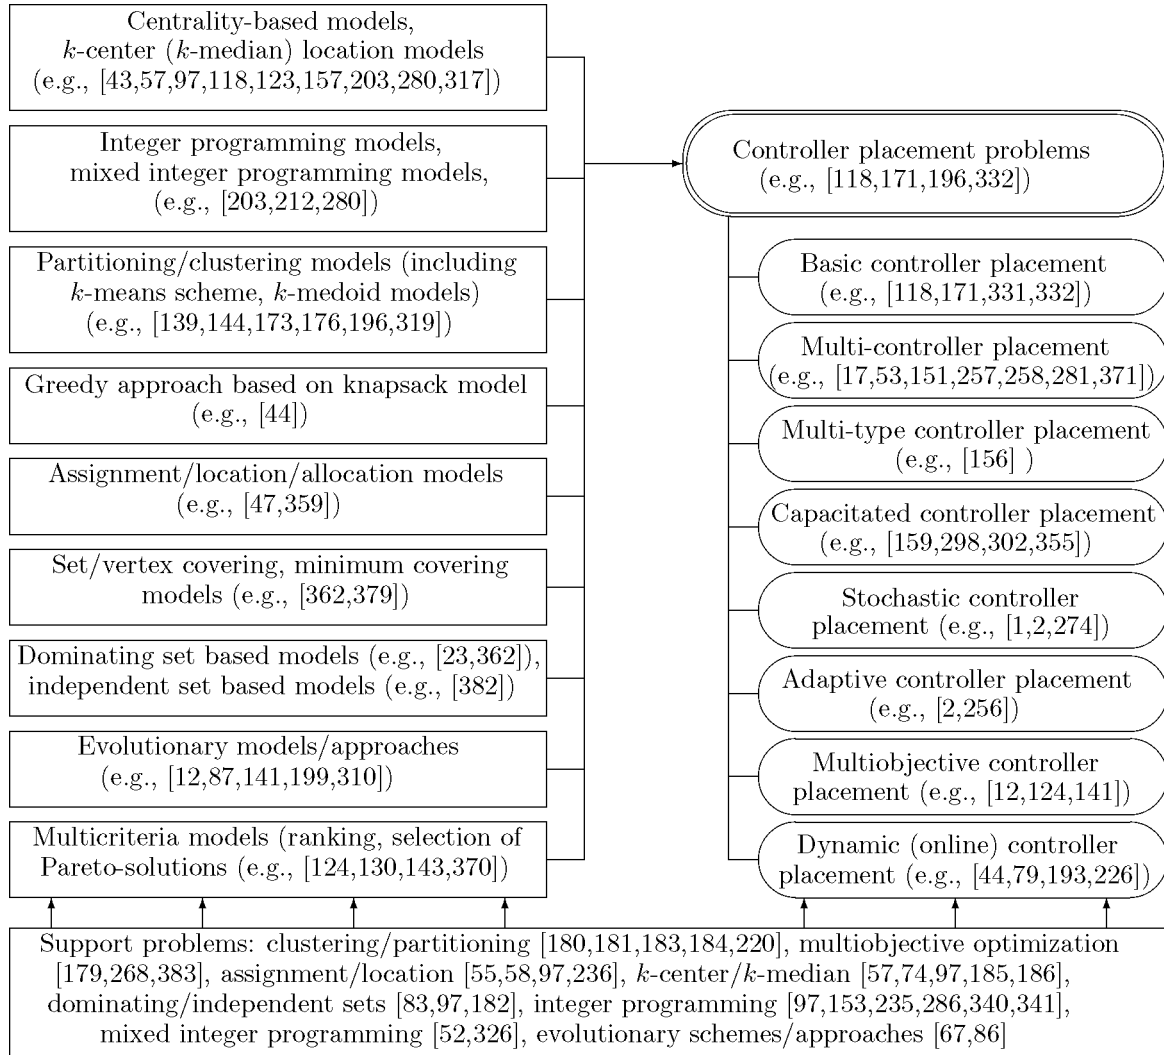 Centrality-based models,
k-center (k-median) location models
(e.g., [43,57,97,118,123,157,203,280,317])
Integer programming models,
mixed integer programming models,
(e.g., [203,212,280])
Partitioning/clustering models (including
k-means scheme, k-medoid models)
(e.g., [139,144,173,176,196,319])
Greedy approach based on knapsack model
(e.g., [44])
Assignment/location/allocation models
(e.g., [47,359])
Set/vertex covering, minimum covering
models (e.g., [362,379])
Dominating set based models (e.g., [23,362]),
independent set based models (e.g., [382])
Evolutionary models/approaches
(e.g., [12,87,141,199,310])
Multicriteria models (ranking, selection of
Pareto-solutions (e.g., [124,130,143,370])
Controller placement problems
(e.g., [118,171,196,332])
Basic controller placement
(e.g., [118,171,331,332])
Multi-controller placement
(e.g., [17,53,151,257,258,281,371])
Multi-type controller placement
(e.g., [156] )
Capacitated controller placement
(e.g., [159,298,302,355])
Stochastic controller
placement (e.g., [1,2,274])
Adaptive controller placement
(e.g., [2,256])
Multiobjective controller
placement (e.g., [12,124,141])
Dynamic (online) controller
placement (e.g., [44,79,193,226])
Support problems: clustering/partitioning [180,181,183,184,220], multiobjective optimization
[179,268,383], assignment/location [55,58,97,236], k-center/k-median [57,74,97,185,186],
dominating/independent sets [83,97,182], integer programming [97,153,235,286,340,341],
mixed integer programming [52,326], evolutionary schemes/approaches [67,86]